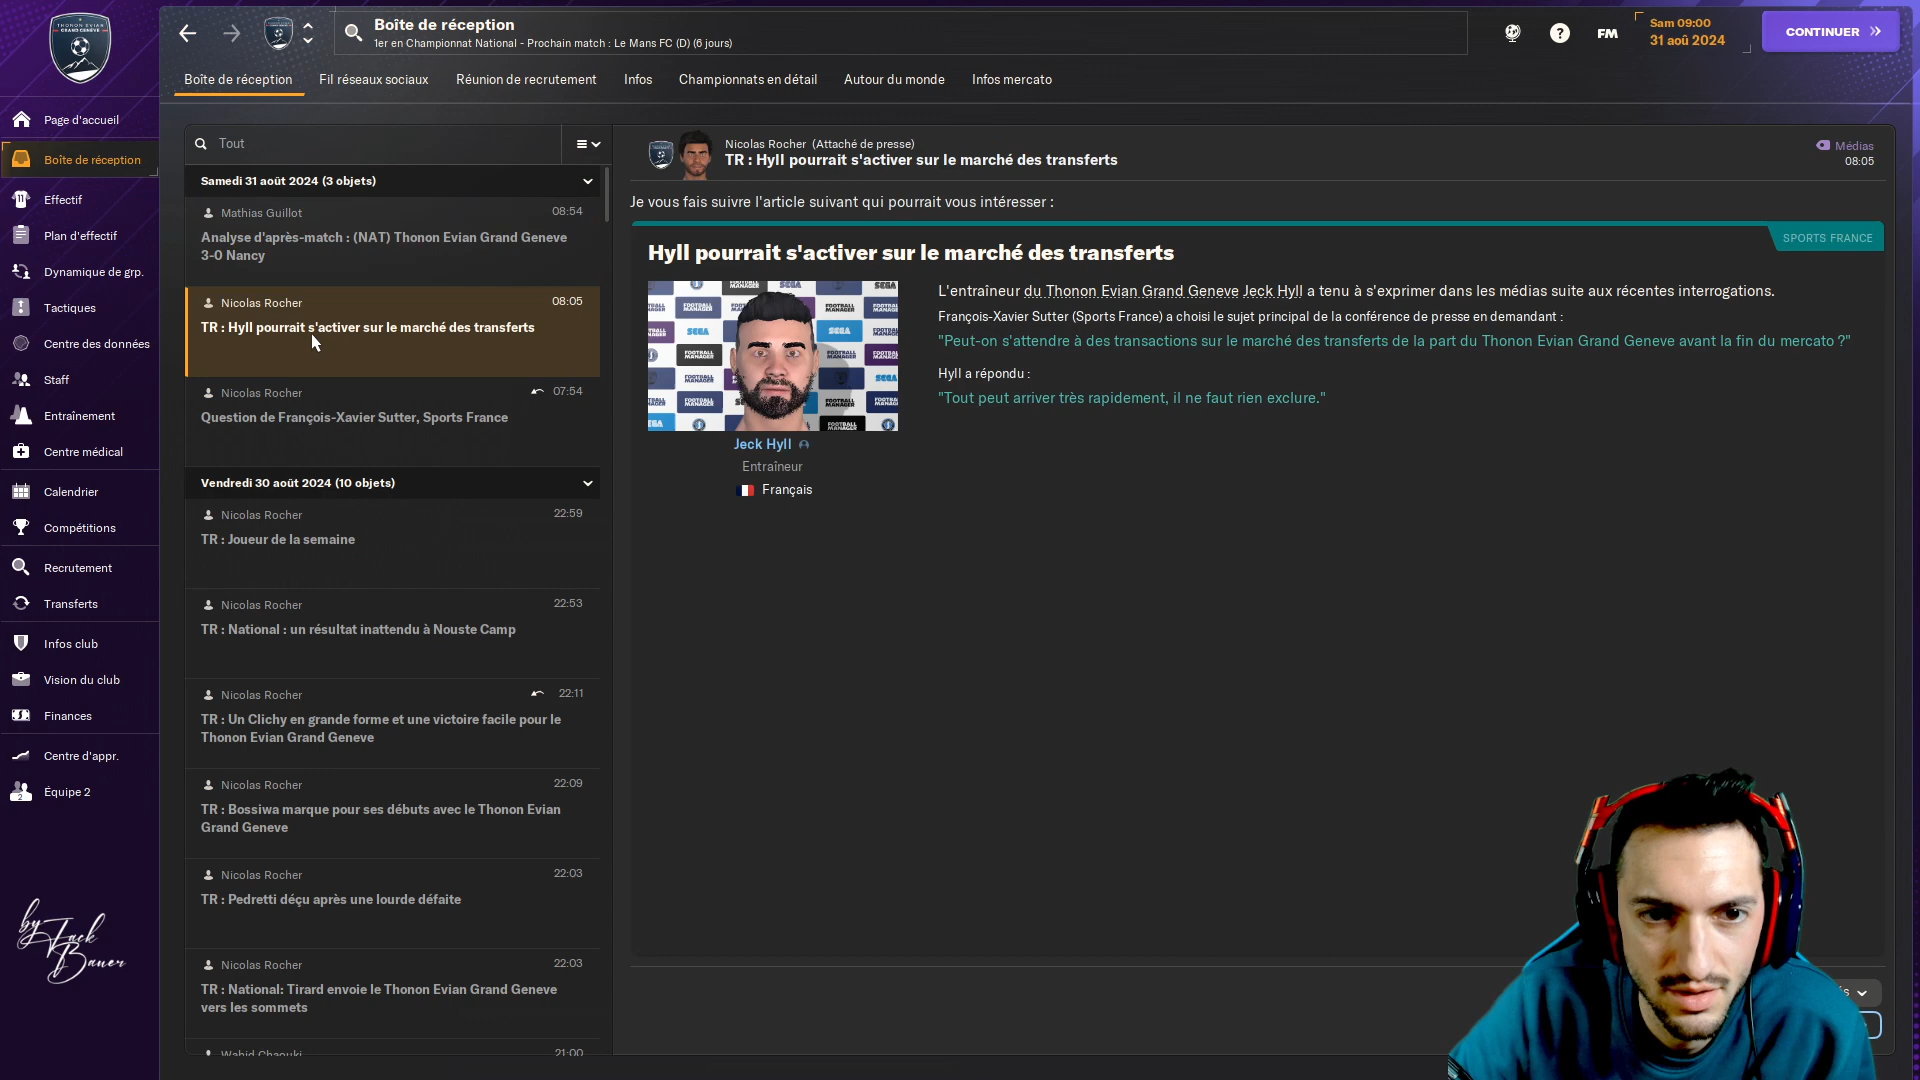 THONON EVIAN
GRAND GENÈVE
Boîte de réception
1er en Championnat National - Prochain match : Le Mans FC (D) (6 jours)
FM
Sam 09:00
31 aoû 2024
CONTINUER
Boîte de réception
Fil réseaux sociaux
Réunion de recrutement
Infos
Championnats en détail
Autour du monde
Infos mercato
Page d'accueil
Boîte de réception
Effectif
Plan d'effectif
Dynamique de grp.
Tactiques
Centre des données
Staff
Entraînement
Centre médical
Calendrier
Compétitions
Recrutement
Transferts
Infos club
Vision du club
Finances
Centre d'appr.
2
Équipe 2
by Jack
Bauer
Tout
Samedi 31 août 2024 (3 objets)
Mathias Guillot 08:54
Analyse d'après-match : (NAT) Thonon Evian Grand Geneve
3-0 Nancy
Nicolas Rocher 08:05
TR : Hyll pourrait s'activer sur le marché des transferts
Nicolas Rocher 07:54
Question de François-Xavier Sutter, Sports France
Vendredi 30 août 2024 (10 objets)
Nicolas Rocher 22:59
TR : Joueur de la semaine
Nicolas Rocher 22:53
TR : National : un résultat inattendu à Nouste Camp
Nicolas Rocher 22:11
TR : Un Clichy en grande forme et une victoire facile pour le
Thonon Evian Grand Geneve
Nicolas Rocher 22:09
TR : Bossiwa marque pour ses débuts avec le Thonon Evian
Grand Geneve
Nicolas Rocher 22:03
TR : Pedretti déçu après une lourde défaite
Nicolas Rocher 22:03
TR : National: Tirard envoie le Thonon Evian Grand Geneve
vers les sommets
Wahid Chaouki 21:00
Nicolas Rocher (Attaché de presse)
TR : Hyll pourrait s'activer sur le marché des transferts
Médias
08:05
Je vous fais suivre l'article suivant qui pourrait vous intéresser :
SPORTS FRANCE
Hyll pourrait s'activer sur le marché des transferts
L'entraîneur du Thonon Evian Grand Geneve Jeck Hyll a tenu à s'exprimer dans les médias suite aux récentes interrogations.
François-Xavier Sutter (Sports France) a choisi le sujet principal de la conférence de presse en demandant :
"Peut-on s'attendre à des transactions sur le marché des transferts de la part du Thonon Evian Grand Geneve avant la fin du mercato ?"
Hyll a répondu :
"Tout peut arriver très rapidement, il ne faut rien exclure."
SEGA
FOOTBALL MANAGER
Jeck Hyll
Entraîneur
Français